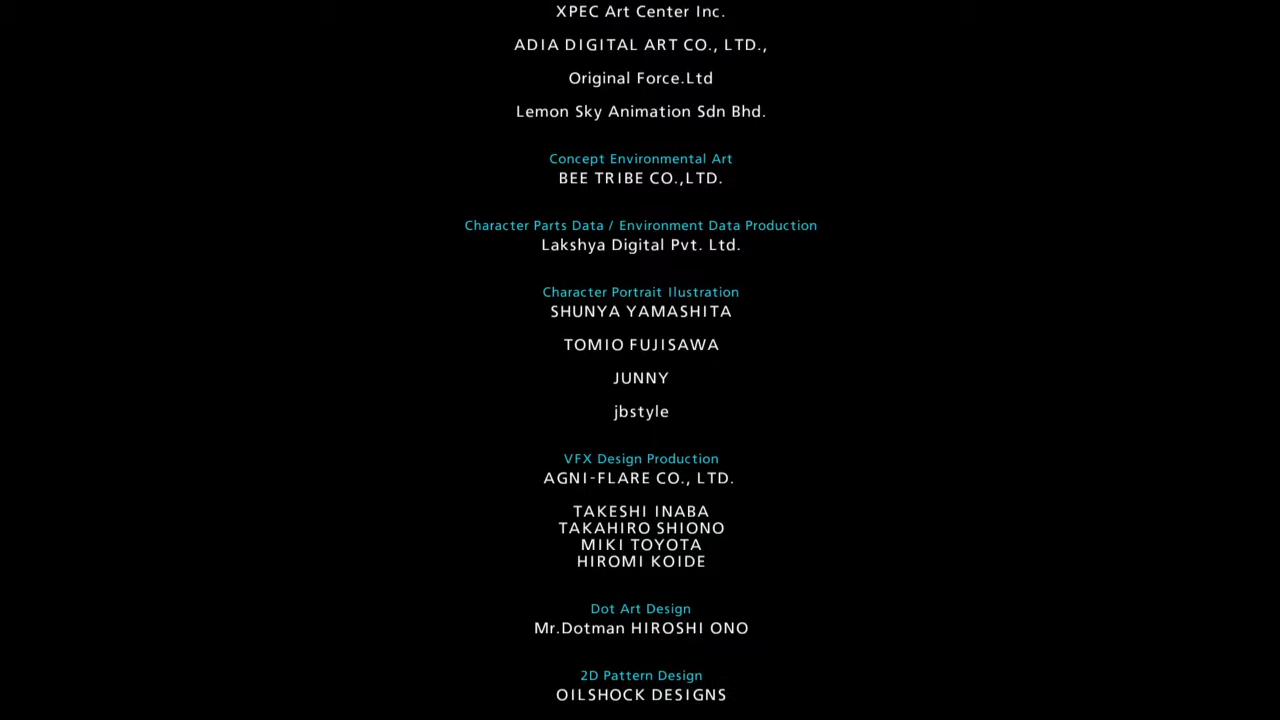 XPEC Art Center Inc.
ADIA DIGITAL ART CO., LTD.,
Original Force.Ltd
Lemon Sky Animation Sdn Bhd.
Concept Environmental Art
BEE TRIBE CO.,LTD.
Character Parts Data / Environment Data Production
Lakshya Digital Pvt. Ltd.
Character Portrait Ilustration
SHUNYA YAMASHITA
TOMIO FUJISAWA
JUNNY
jbstyle
VFX Design Production
AGNI-FLARE CO., LTD.
TAKESHI INABA
TAKAHIRO SHIONO
MIKI TOYOTA
HIROMI KOIDE
Dot Art Design
Mr.Dotman HIROSHI ONO
2D Pattern Design
OILSHOCK DESIGNS